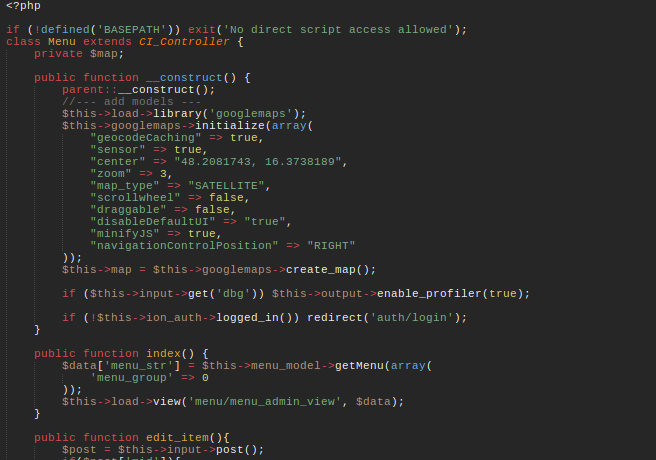 <?php
if (!defined('BASEPATH')) exit('No direct script access allowed');
class Menu extends CI_Controller {
    private $map;
    public function __construct() {
        parent::__construct();
        //--- add models ---
        $this->load->library('googlemaps');
        $this->googlemaps->initialize(array(
            "geocodeCaching" => true,
            "sensor" => true,
            "center" => "48.2081743, 16.3738189",
            "zoom" => 3,
            "map_type" => "SATELLITE",
            "scrollwheel" => false,
            "draggable" => false,
            "disableDefaultUI" => "true",
            "minifyJS" => true,
            "navigationControlPosition" => "RIGHT"
        ));
        $this->map = $this->googlemaps->create_map();
        if ($this->input->get('dbg')) $this->output->enable_profiler(true);
        if (!$this->ion_auth->logged_in()) redirect('auth/login');
    }
    public function index() {
        $data['menu_str'] = $this->menu_model->getMenu(array(
            'menu_group' => 0
        ));
        $this->load->view('menu/menu_admin_view', $data);
    }
    public function edit_item(){
        $post = $this->input->post();